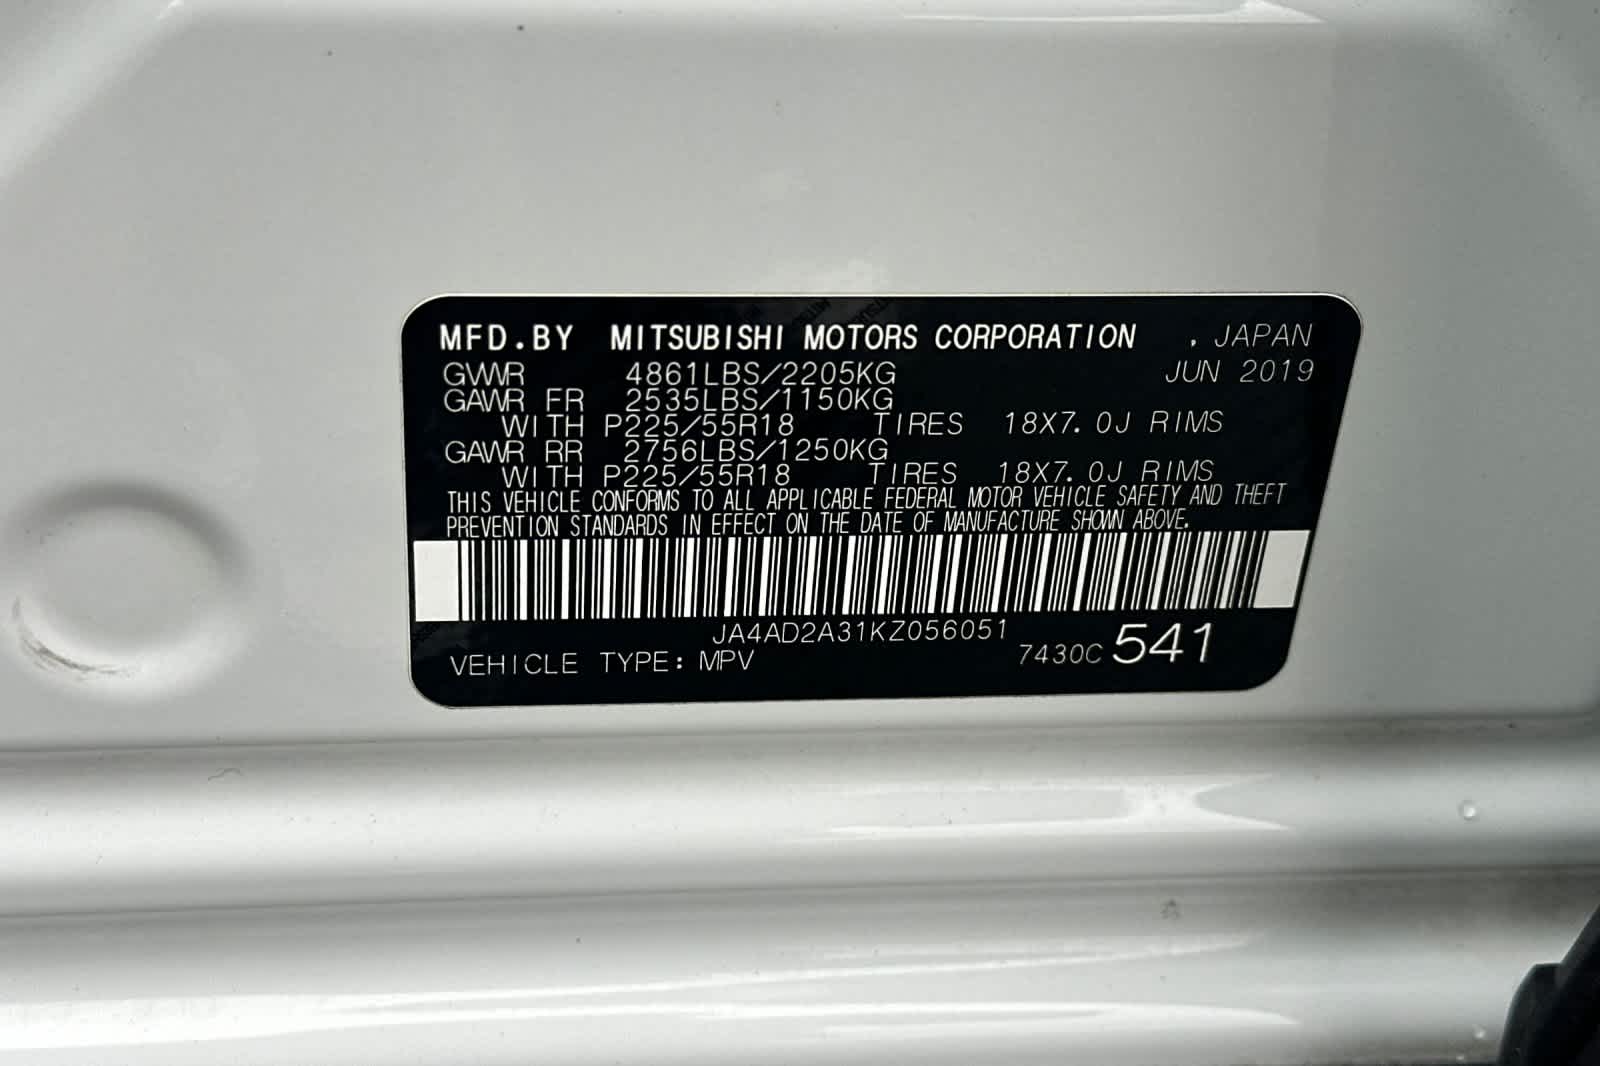 MFD.BY MITSUBISHI MOTORS CORPORATION , JAPAN
GVWR 4861LBS/2205KG JUN 2019
GAWR FR 2535LBS/1150KG
WITH P225/55R18 TIRES 18X7.0J RIMS
GAWR RR 2756LBS/1250KG
WITH P225/55R18 TIRES 18X7.0J RIMS
THIS VEHICLE CONFORMS TO ALL APPLICABLE FEDERAL MOTOR VEHICLE SAFETY AND THEFT
PREVENTION STANDARDS IN EFFECT ON THE DATE OF MANUFACTURE SHOWN ABOVE.
JA4AD2A31KZ056051
VEHICLE TYPE: MPV 7430C 541